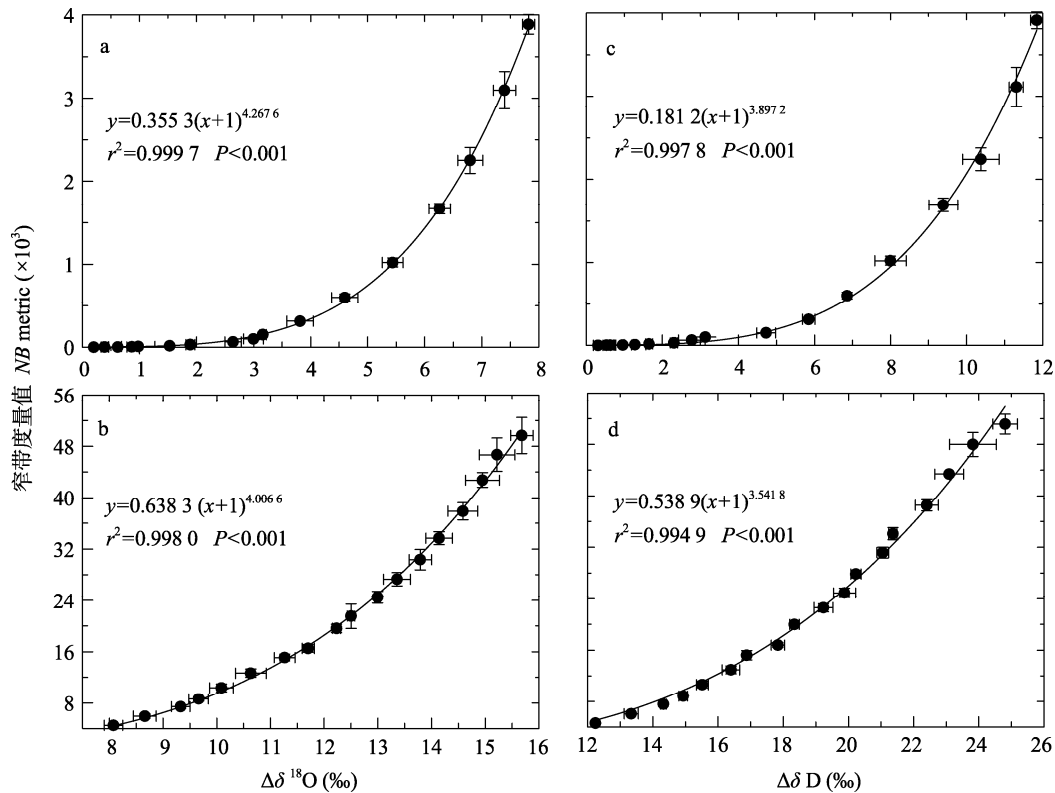 窄带度量值 NB metric (×10³)
a
y=0.355 3(x+1)^4.267 6
r²=0.999 7 P<0.001
4
3
2
1
0
0 1 2 3 4 5 6 7 8
c
y=0.181 2(x+1)^3.897 2
r²=0.997 8 P<0.001
0 2 4 6 8 10 12
b
y=0.638 3 (x+1)^4.006 6
r²=0.998 0 P<0.001
56
48
40
32
24
16
8
8 9 10 11 12 13 14 15 16
Δδ ¹⁸O (‰)
d
y=0.538 9(x+1)^3.541 8
r²=0.994 9 P<0.001
12 14 16 18 20 22 24 26
Δδ D (‰)